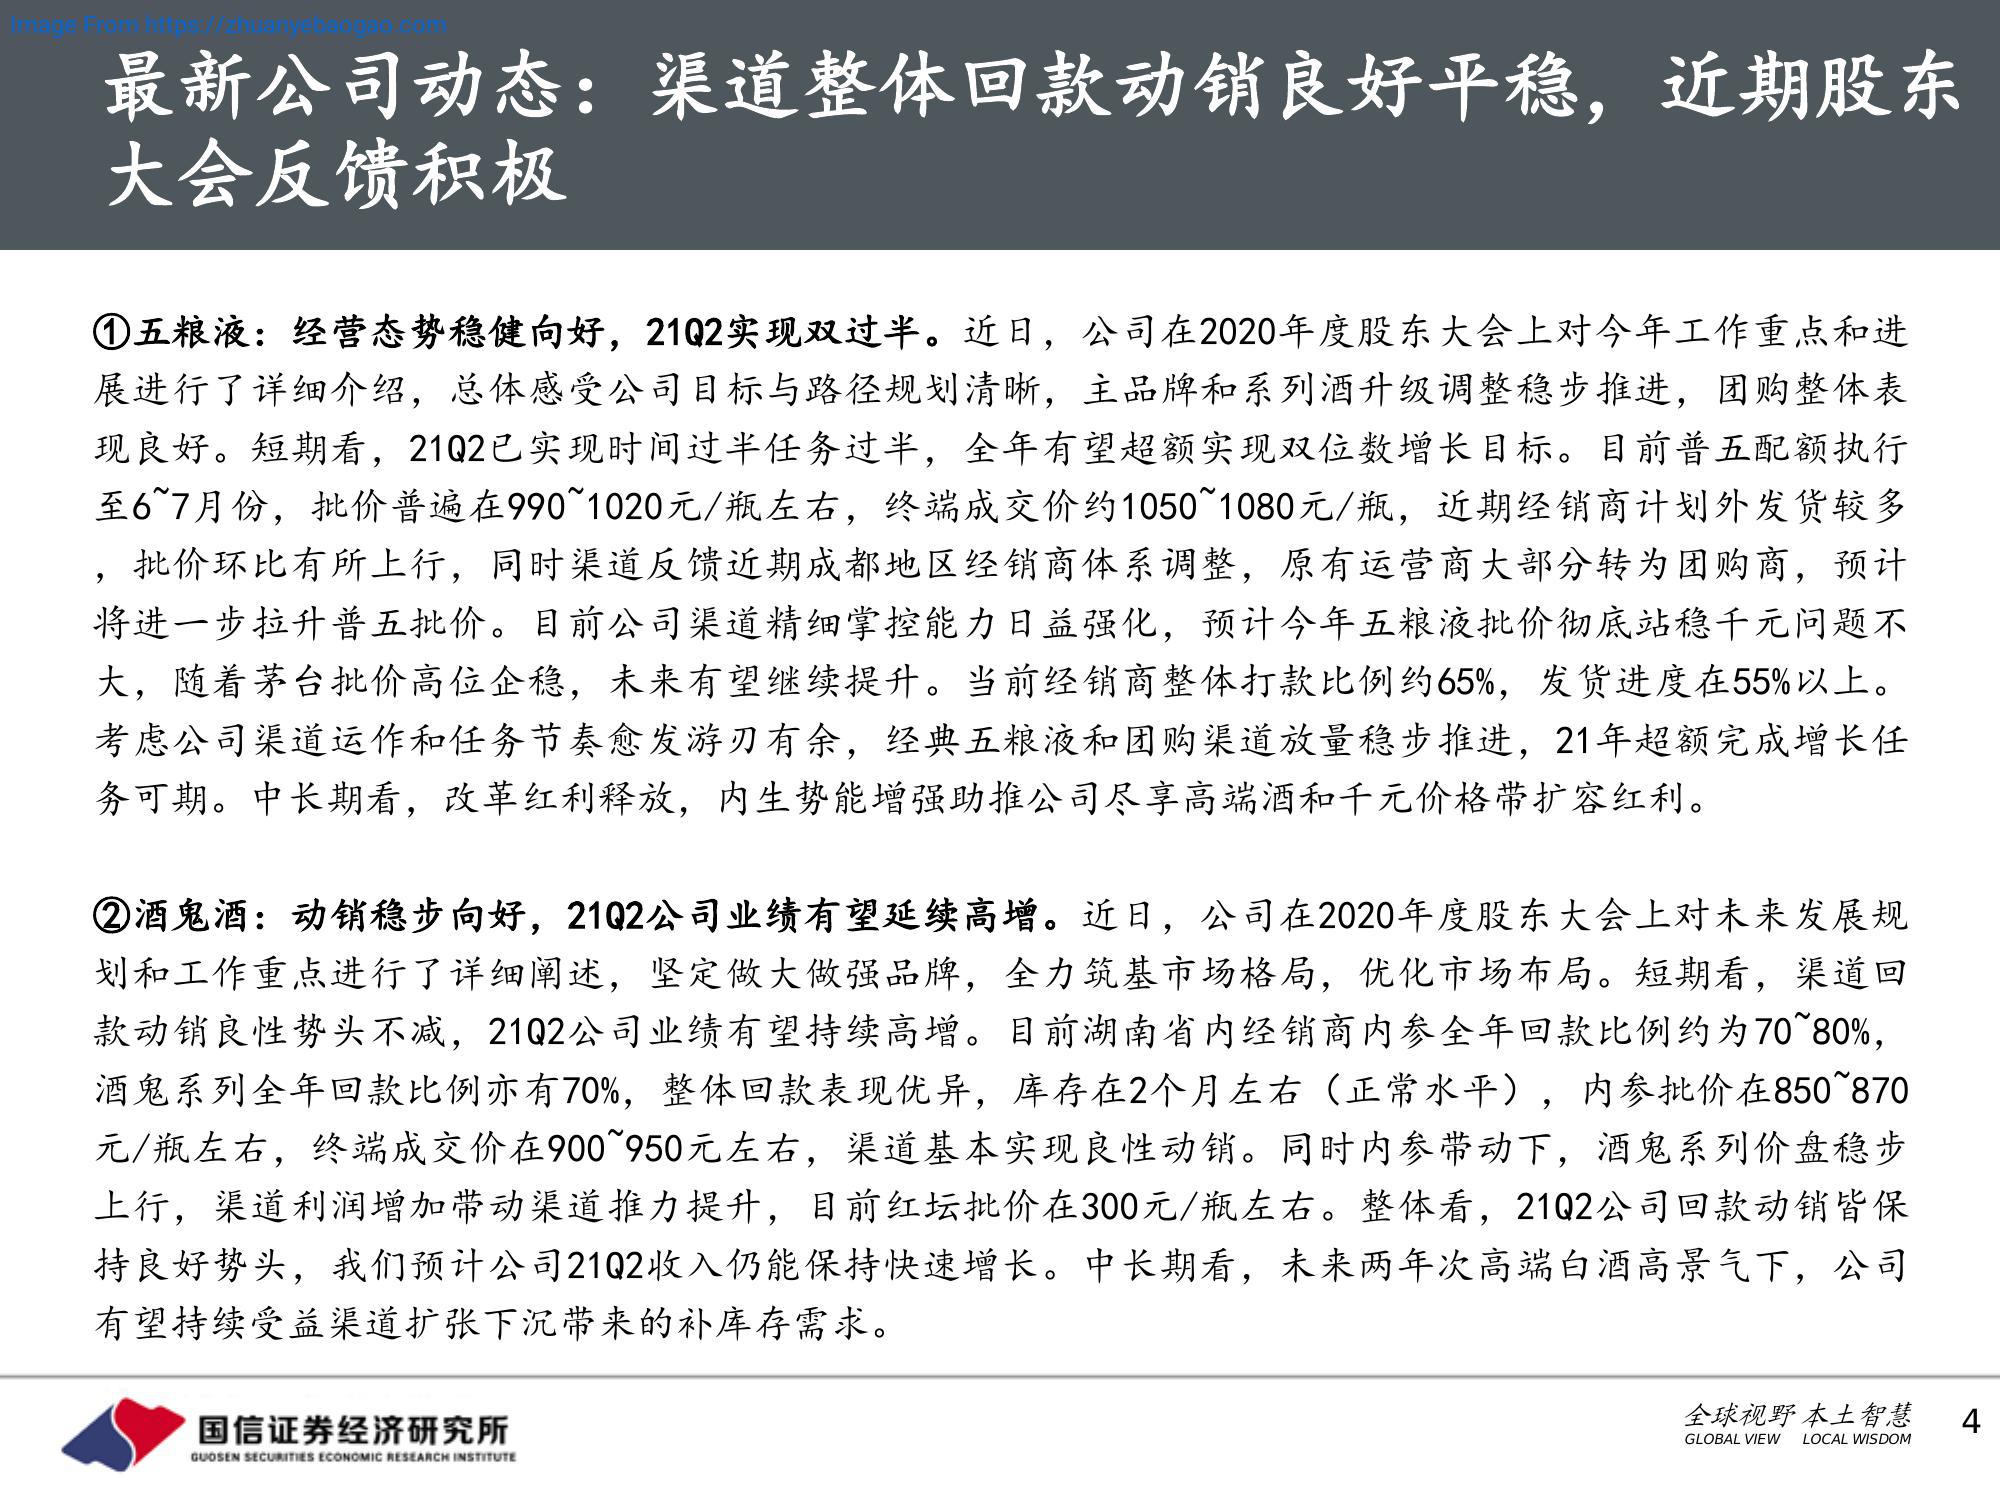 Image From https://zhuanyebaogao.com
最新公司动态：渠道整体回款动销良好平稳，近期股东
大会反馈积极
①五粮液：经营态势稳健向好，21Q2实现双过半。近日，公司在2020年度股东大会上对今年工作重点和进
展进行了详细介绍，总体感受公司目标与路径规划清晰，主品牌和系列酒升级调整稳步推进，团购整体表
现良好。短期看，21Q2已实现时间过半任务过半，全年有望超额实现双位数增长目标。目前普五配额执行
至6~7月份，批价普遍在990~1020元/瓶左右，终端成交价约1050~1080元/瓶，近期经销商计划外发货较多
，批价环比有所上行，同时渠道反馈近期成都地区经销商体系调整，原有运营商大部分转为团购商，预计
将进一步拉升普五批价。目前公司渠道精细掌控能力日益强化，预计今年五粮液批价彻底站稳千元问题不
大，随着茅台批价高位企稳，未来有望继续提升。当前经销商整体打款比例约65%，发货进度在55%以上。
考虑公司渠道运作和任务节奏愈发游刃有余，经典五粮液和团购渠道放量稳步推进，21年超额完成增长任
务可期。中长期看，改革红利释放，内生势能增强助推公司尽享高端酒和千元价格带扩容红利。
②酒鬼酒：动销稳步向好，21Q2公司业绩有望延续高增。近日，公司在2020年度股东大会上对未来发展规
划和工作重点进行了详细阐述，坚定做大做强品牌，全力筑基市场格局，优化市场布局。短期看，渠道回
款动销良性势头不减，21Q2公司业绩有望持续高增。目前湖南省内经销商内参全年回款比例约为70~80%，
酒鬼系列全年回款比例亦有70%，整体回款表现优异，库存在2个月左右（正常水平），内参批价在850~870
元/瓶左右，终端成交价在900~950元左右，渠道基本实现良性动销。同时内参带动下，酒鬼系列价盘稳步
上行，渠道利润增加带动渠道推力提升，目前红坛批价在300元/瓶左右。整体看，21Q2公司回款动销皆保
持良好势头，我们预计公司21Q2收入仍能保持快速增长。中长期看，未来两年次高端白酒高景气下，公司
有望持续受益渠道扩张下沉带来的补库存需求。
国信证券经济研究所
GUOSEN SECURITIES ECONOMIC RESEARCH INSTITUTE
全球视野 本土智慧
GLOBAL VIEW LOCAL WISDOM
4